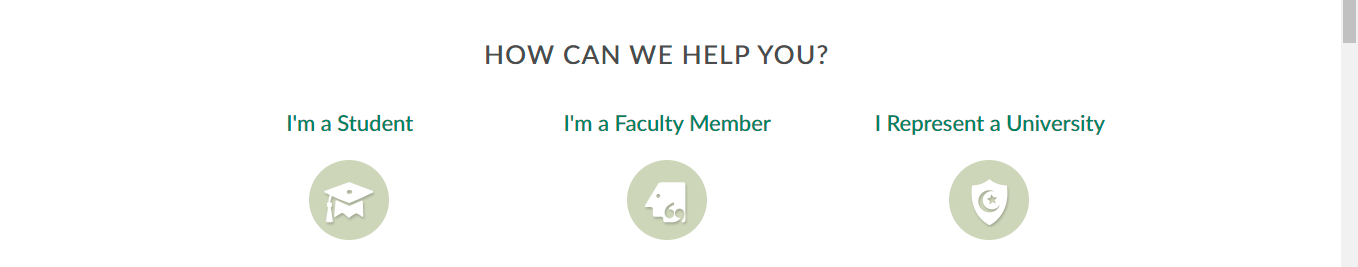 HOW CAN WE HELP YOU?
I'm a Student
I'm a Faculty Member
I Represent a University